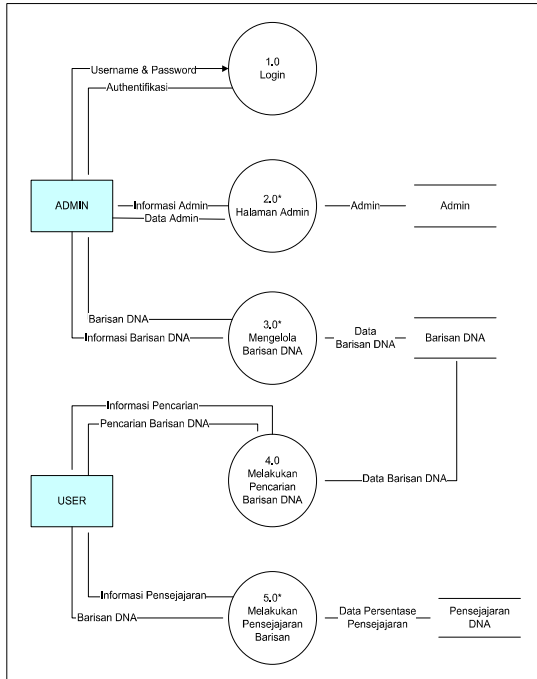 1.0
Login
Username & Password
Authentifikasi
ADMIN
Informasi Admin
Data Admin
2.0*
Halaman Admin
Admin
Admin
Barisan DNA
Informasi Barisan DNA
3.0*
Mengelola
Barisan DNA
Data
Barisan DNA
Barisan DNA
Informasi Pencarian
Pencarian Barisan DNA
4.0
Melakukan
Pencarian
Barisan DNA
Data Barisan DNA
USER
Informasi Pensejajaran
Barisan DNA
5.0*
Melakukan
Pensejajaran
Barisan
Data Persentase
Pensejajaran
Pensejajaran
DNA